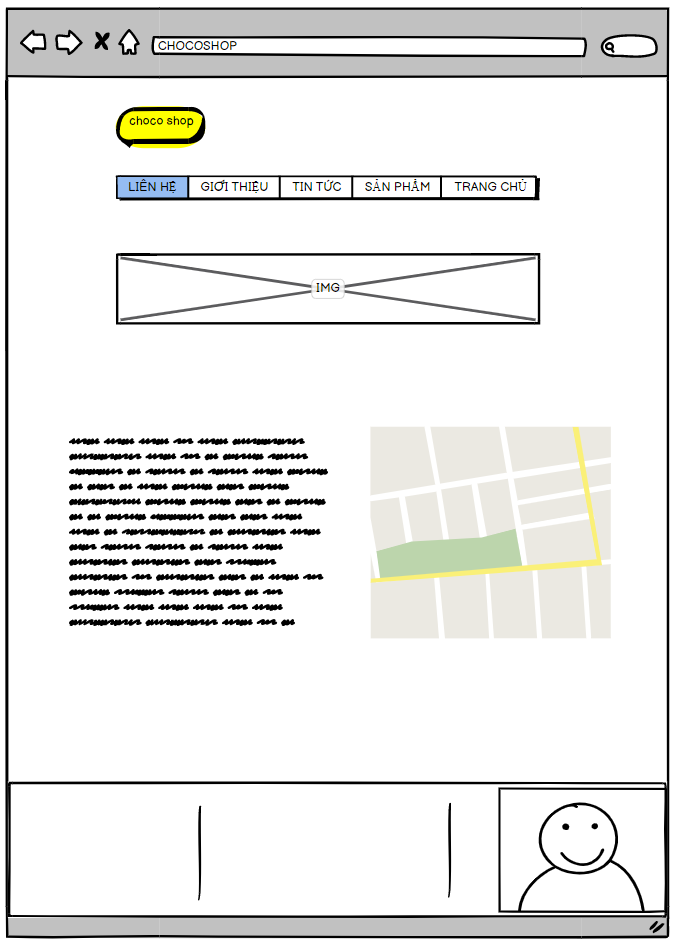 CHOCOSHOP
choco shop
LIÊN HỆ GIỚI THIỆU TIN TỨC SẢN PHẨM TRANG CHỦ
IMG